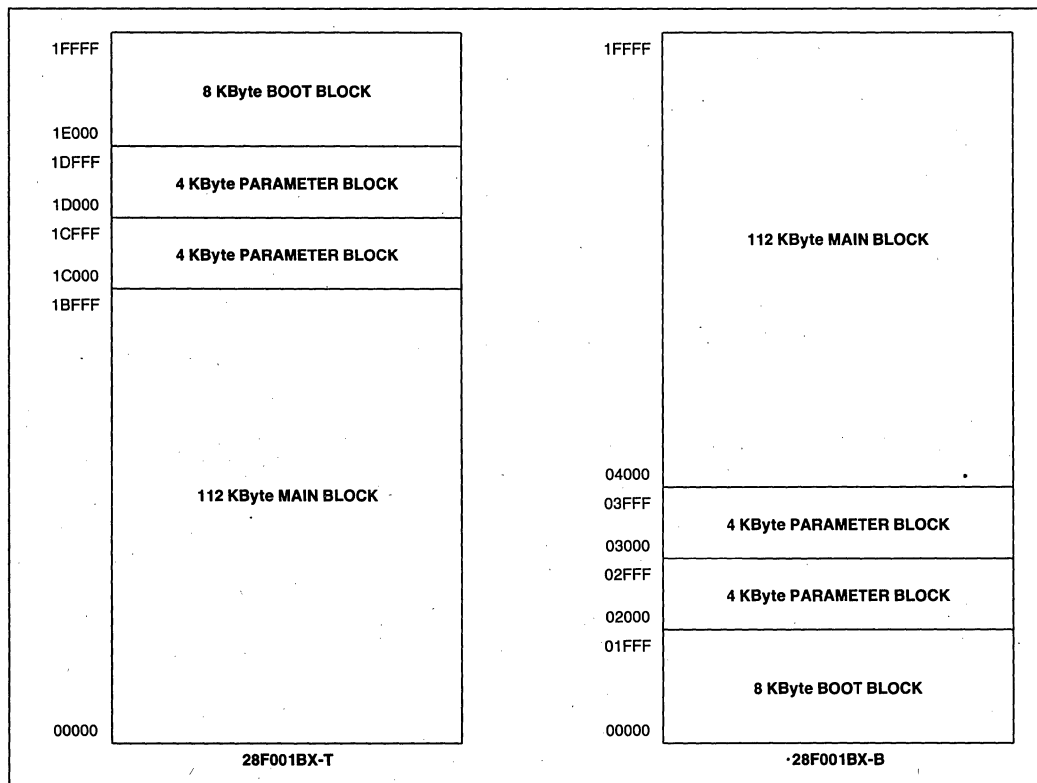 1FFFF
8 KByte BOOT BLOCK
1E000
1DFFF
4 KByte PARAMETER BLOCK
1D000
1CFFF
4 KByte PARAMETER BLOCK
1C000
1BFFF
112 KByte MAIN BLOCK
00000
28F001BX-T
1FFFF
112 KByte MAIN BLOCK
04000
03FFF
4 KByte PARAMETER BLOCK
03000
02FFF
4 KByte PARAMETER BLOCK
02000
01FFF
8 KByte BOOT BLOCK
00000
28F001BX-B